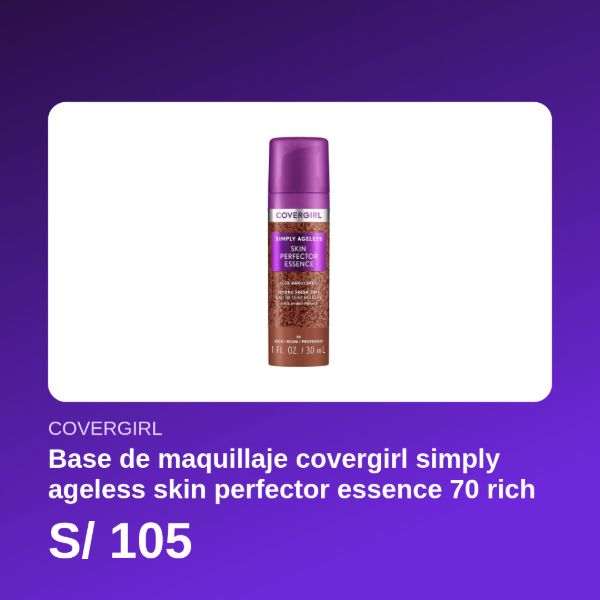 COVERGIRL
SIMPLY AGELESS
SKIN
PERFECTOR
ESSENCE
1 FL. OZ. / 30 mL
COVERGIRL
Base de maquillaje covergirl simply
ageless skin perfector essence 70 rich
S/ 105